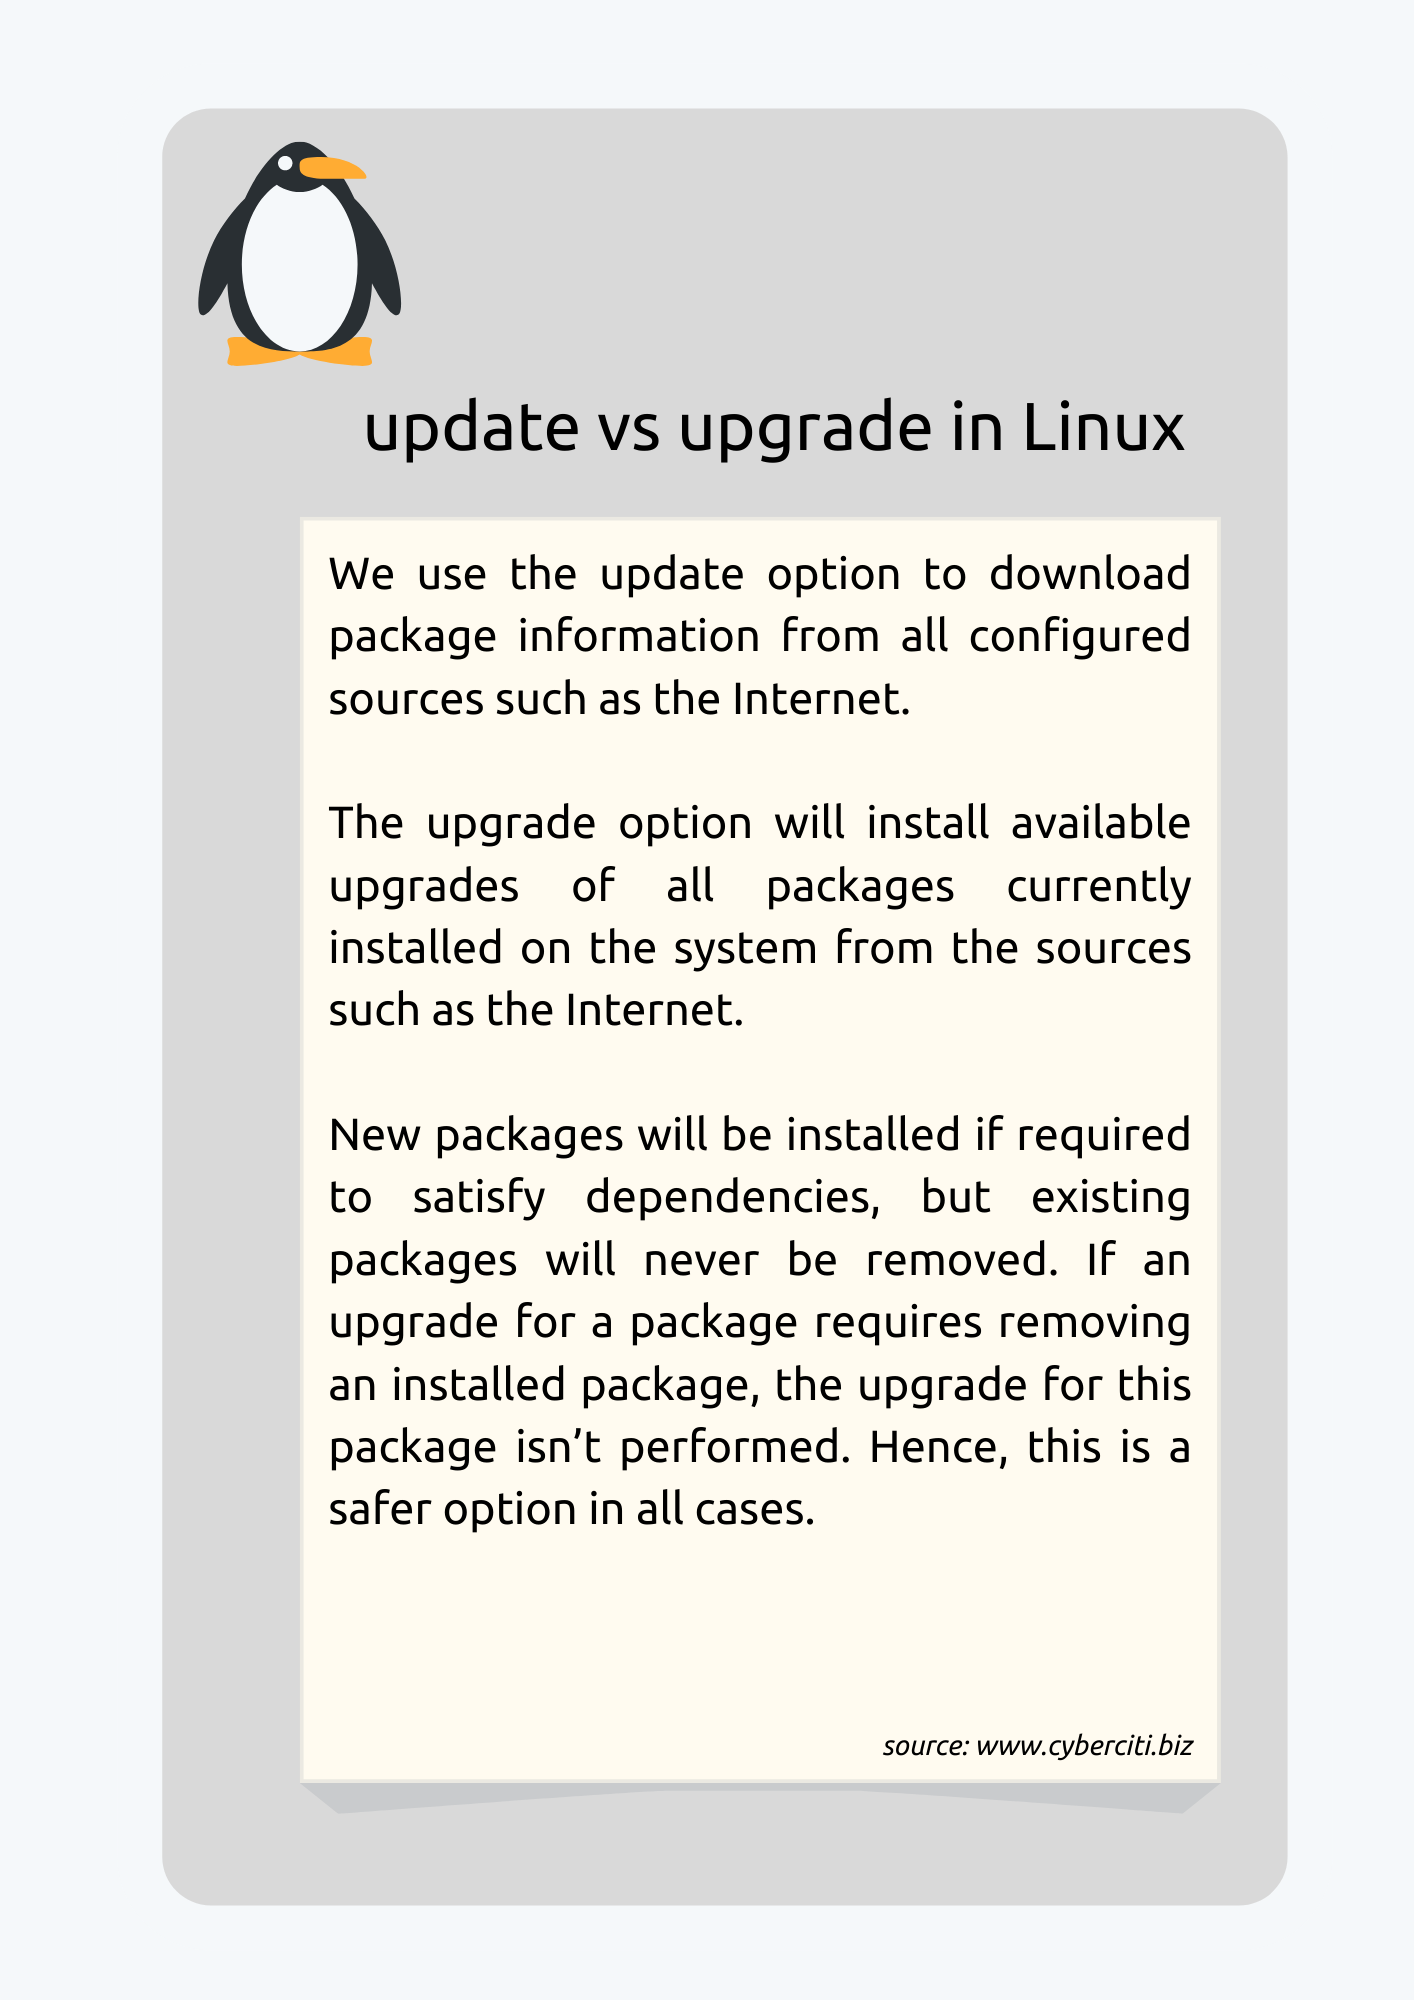 update vs upgrade in Linux
We use the update option to download
package information from all configured
sources such as the Internet.
The upgrade option will install available
upgrades of all packages currently
installed on the system from the sources
such as the Internet.
New packages will be installed if required
to satisfy dependencies, but existing
packages will never be removed. If an
upgrade for a package requires removing
an installed package, the upgrade for this
package isn’t performed. Hence, this is a
safer option in all cases.
source: www.cyberciti.biz